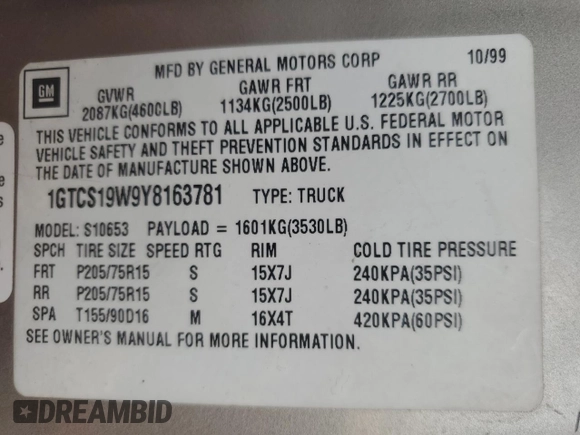 MFD BY GENERAL MOTORS CORP 10/99
GM
GVWR GAWR FRT GAWR RR
2087KG(4600LB) 1134KG(2500LB) 1225KG(2700LB)
THIS VEHICLE CONFORMS TO ALL APPLICABLE U.S. FEDERAL MOTOR
VEHICLE SAFETY AND THEFT PREVENTION STANDARDS IN EFFECT ON
THE DATE OF MANUFACTURE SHOWN ABOVE.
1GTCS19W9Y8163781 TYPE: TRUCK
MODEL: S10653 PAYLOAD = 1601KG(3530LB)
SPCH TIRE SIZE SPEED RTG RIM COLD TIRE PRESSURE
FRT P205/75R15 S 15X7J 240KPA(35PSI)
RR P205/75R15 S 15X7J 240KPA(35PSI)
SPA T155/90D16 M 16X4T 420KPA(60PSI)
SEE OWNER'S MANUAL FOR MORE INFORMATION.
DREAMBID